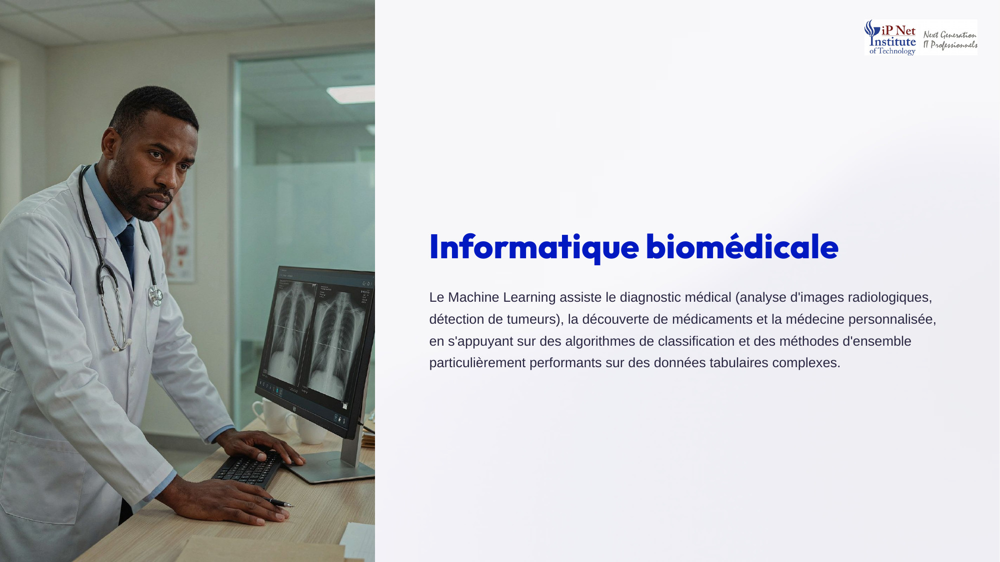 iP Net
Institute
of Technology
Next Generation
IT Professionnels
Informatique biomédicale
Le Machine Learning assiste le diagnostic médical (analyse d'images radiologiques,
détection de tumeurs), la découverte de médicaments et la médecine personnalisée,
en s'appuyant sur des algorithmes de classification et des méthodes d'ensemble
particulièrement performants sur des données tabulaires complexes.